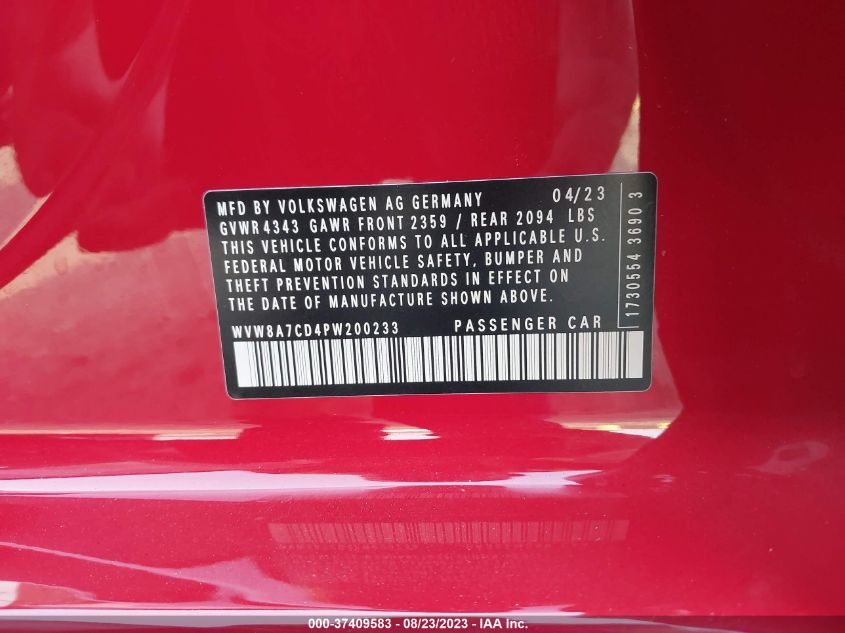 MFD BY VOLKSWAGEN AG GERMANY 04/23
GVWR 4343 GAWR FRONT 2359 / REAR 2094 LBS
THIS VEHICLE CONFORMS TO ALL APPLICABLE U.S.
FEDERAL MOTOR VEHICLE SAFETY, BUMPER AND
THEFT PREVENTION STANDARDS IN EFFECT ON
THE DATE OF MANUFACTURE SHOWN ABOVE.
WVW8A7CD4PW200233 PASSENGER CAR
1730554 3690 3
000-37409583 - 08/23/2023 - IAA Inc.